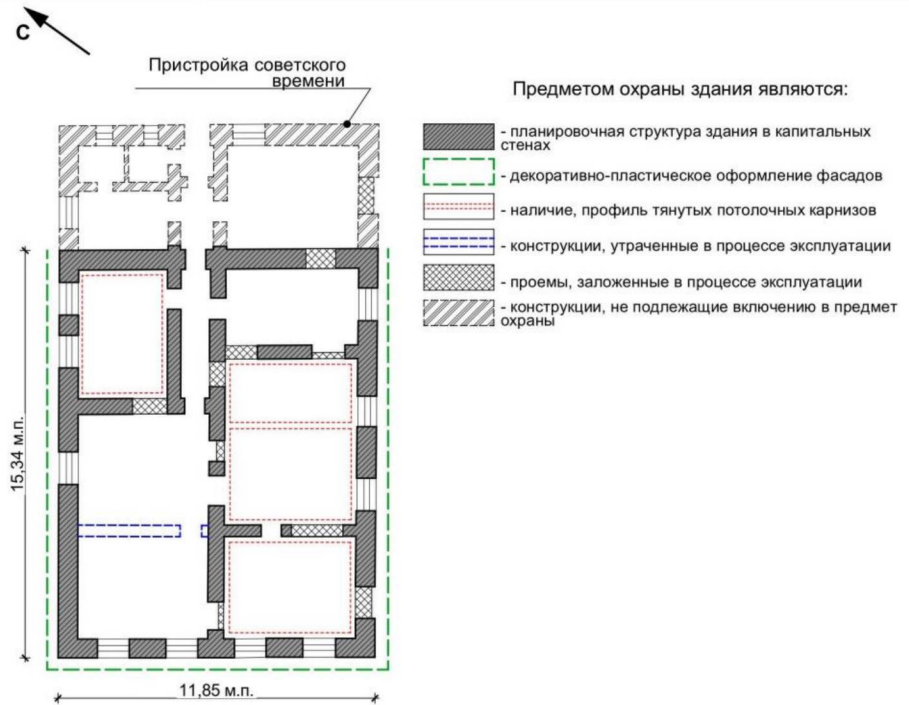 С
Пристройка советского
времени
Предметом охраны здания являются:
- планировочная структура здания в капитальных
стенах
- декоративно-пластическое оформление фасадов
- наличие, профиль тянутых потолочных карнизов
- конструкции, утраченные в процессе эксплуатации
- проемы, заложенные в процессе эксплуатации
- конструкции, не подлежащие включению в предмет
охраны
15,34 м.п.
11,85 м.п.